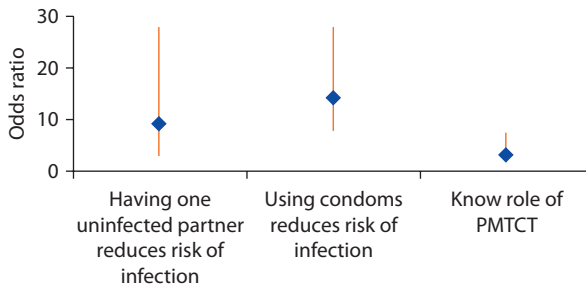 30
20
10
0
Odds ratio
Having one
uninfected partner
reduces risk of
infection
Using condoms
reduces risk of
infection
Know role of
PMTCT